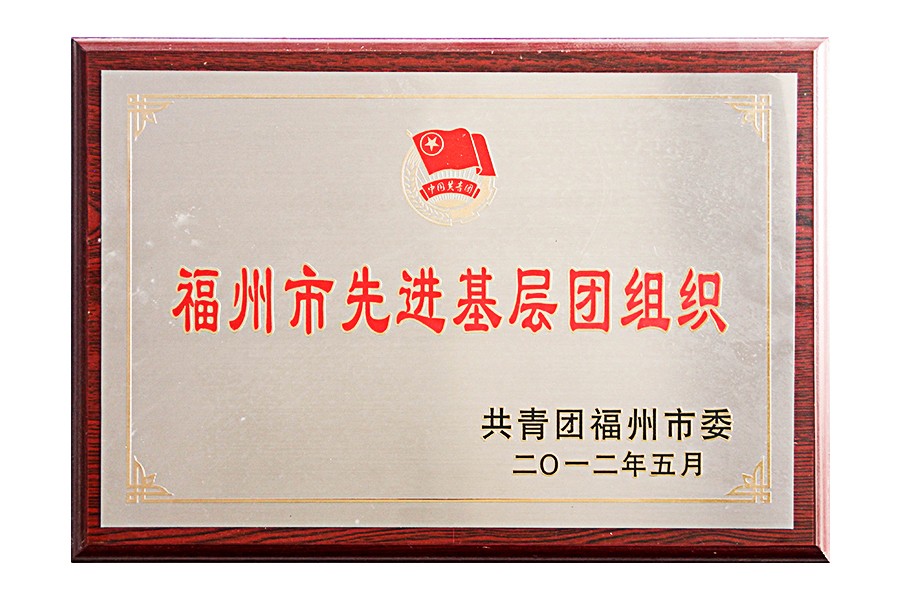 中国共青团
福州市先进基层团组织
共青团福州市委
二〇一二年五月